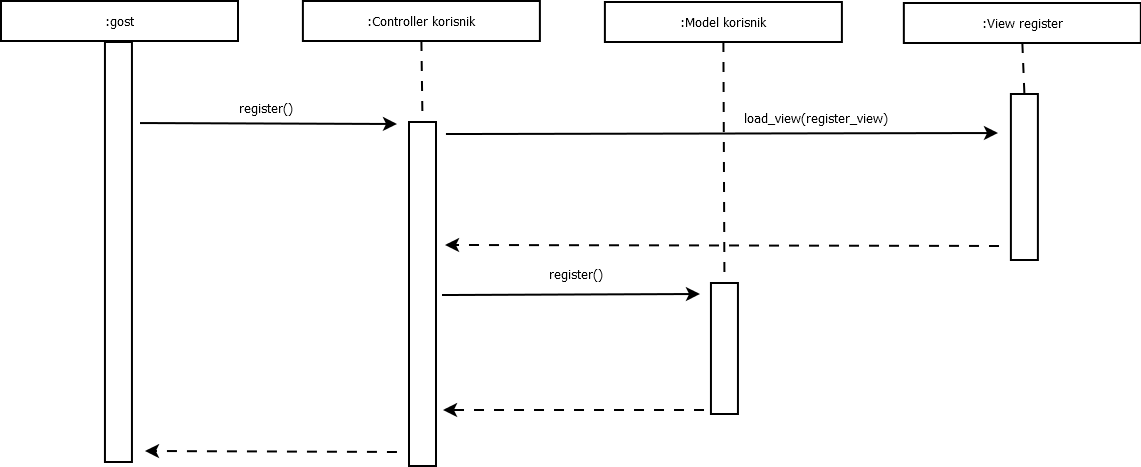 :gost
:Controller korisnik
:Model korisnik
:View register
register()
load_view(register_view)
register()